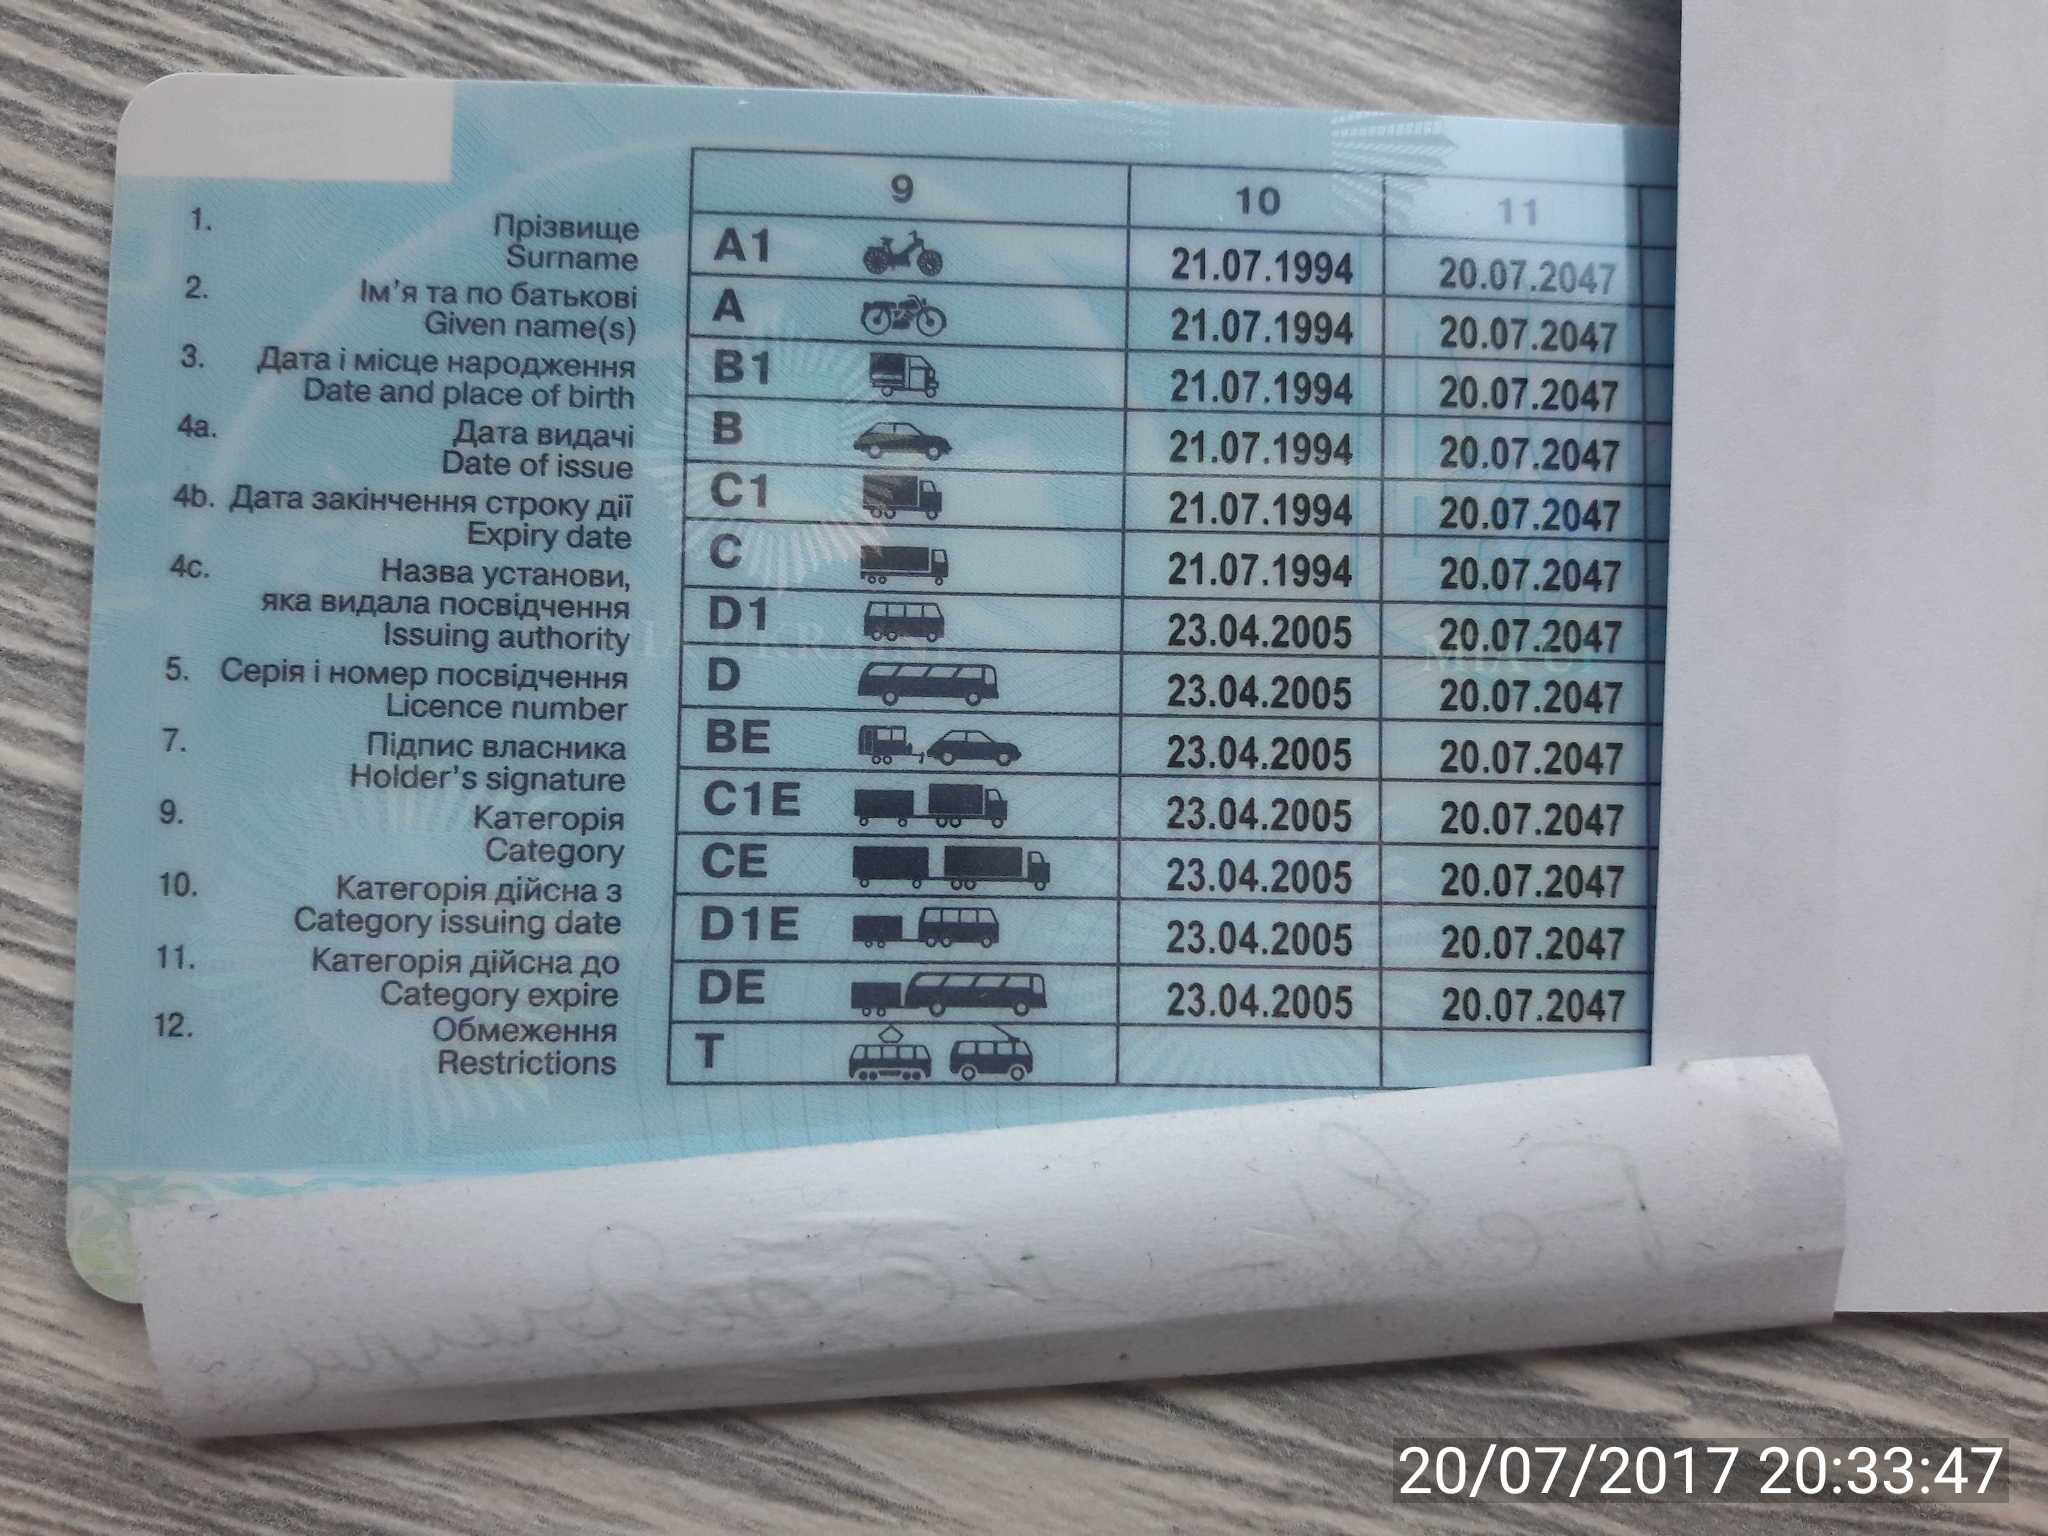 1. Прізвище
Surname
2. Ім'я та по батькові
Given name(s)
3. Дата і місце народження
Date and place of birth
4a. Дата видачі
Date of issue
4b. Дата закінчення строку дії
Expiry date
4c. Назва установи,
яка видала посвідчення
Issuing authority
5. Серія і номер посвідчення
Licence number
7. Підпис власника
Holder's signature
9. Категорія
Category
10. Категорія дійсна з
Category issuing date
11. Категорія дійсна до
Category expire
12. Обмеження
Restrictions
9 10 11
A1 21.07.1994 20.07.2047
A 21.07.1994 20.07.2047
B1 21.07.1994 20.07.2047
B 21.07.1994 20.07.2047
C1 21.07.1994 20.07.2047
C 21.07.1994 20.07.2047
D1 23.04.2005 20.07.2047
D 23.04.2005 20.07.2047
BE 23.04.2005 20.07.2047
C1E 23.04.2005 20.07.2047
CE 23.04.2005 20.07.2047
D1E 23.04.2005 20.07.2047
DE 23.04.2005 20.07.2047
T
20/07/2017 20:33:47